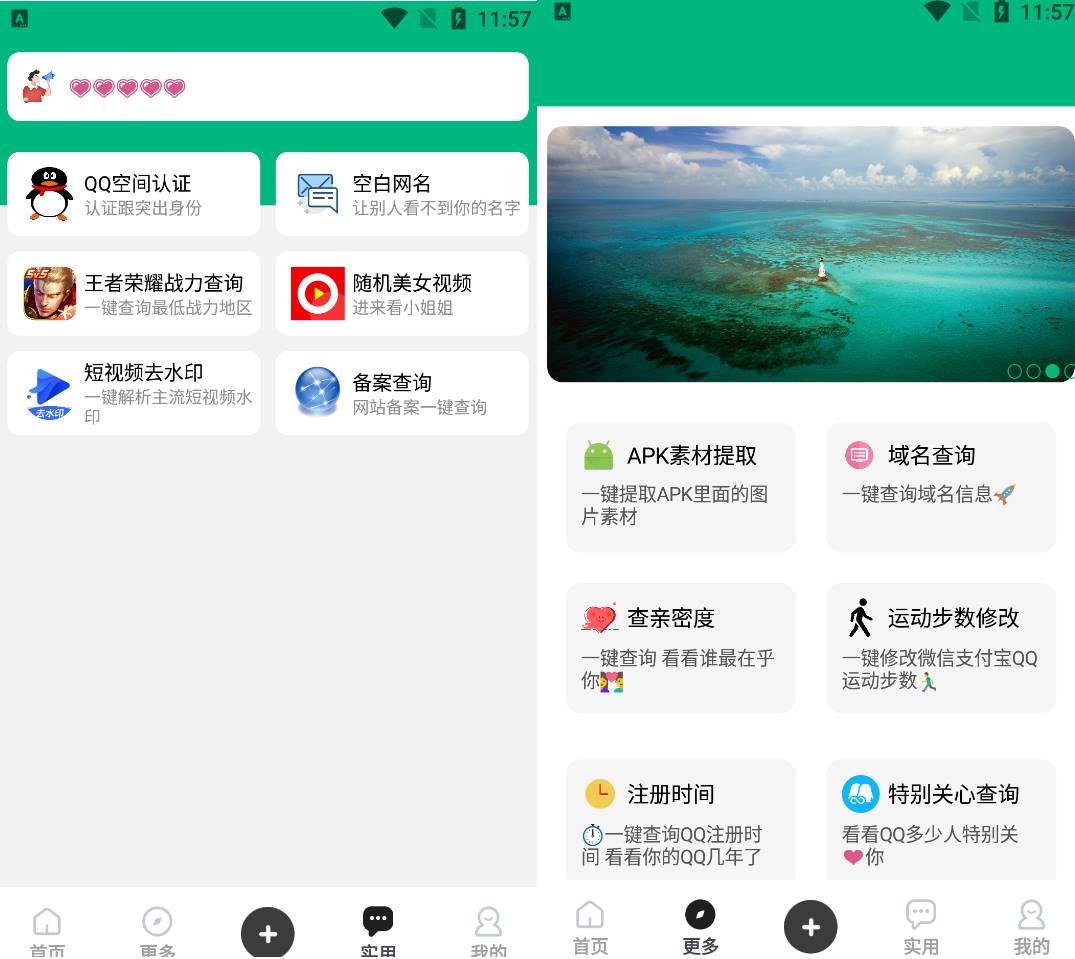 A
11:57
QQ空间认证
认证跟突出身份
空白网名
让别人看不到你的名字
5V5
王者荣耀战力查询
一键查询最低战力地区
随机美女视频
进来看小姐姐
去水印
短视频去水印
一键解析主流短视频水
印
备案查询
网站备案一键查询
首页
更多
实用
我的
A
11:57
APK素材提取
一键提取APK里面的图
片素材
域名查询
一键查询域名信息🚀
查亲密度
一键查询 看看谁最在乎
你👩‍❤️‍👨
运动步数修改
一键修改微信支付宝QQ
运动步数🏃‍♂️
注册时间
⏱️一键查询QQ注册时
间 看看你的QQ几年了
特别关心查询
看看QQ多少人特别关
❤️你
首页
更多
实用
我的